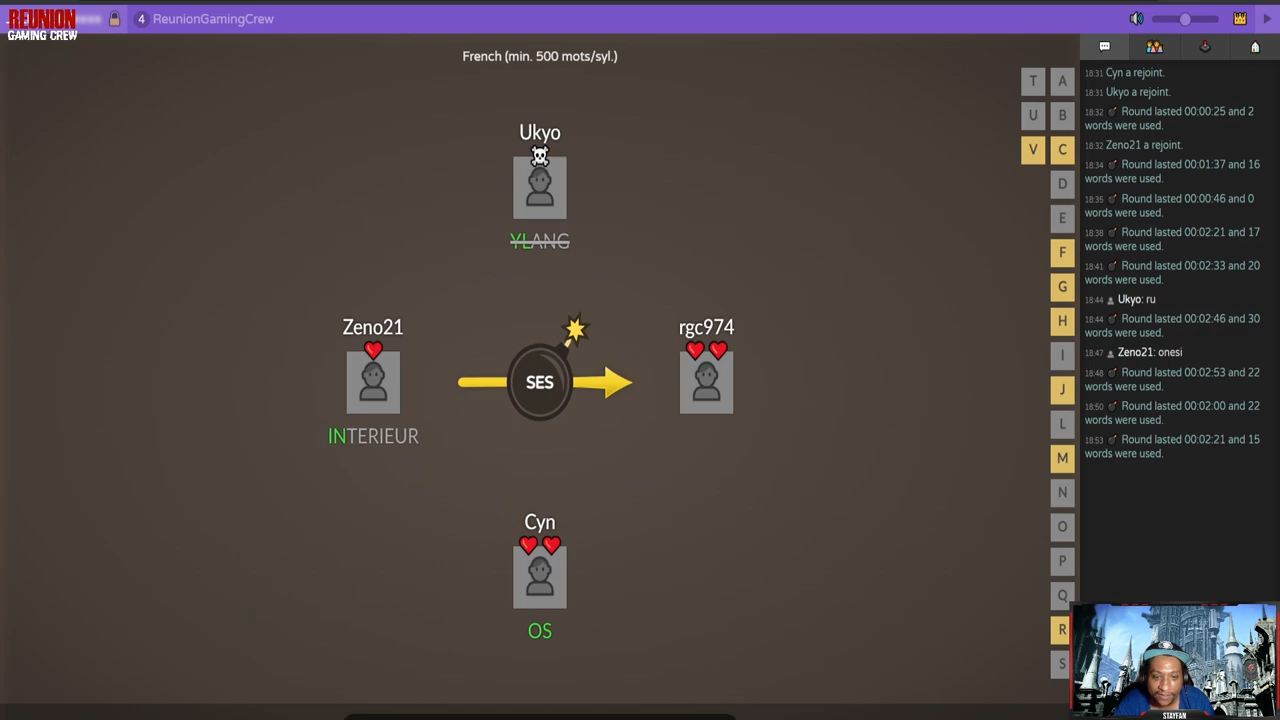 REUNION
GAMING CREW
4 ReunionGamingCrew
French (min. 500 mots/syl.)
Ukyo
YLANG
Zeno21
INTERIEUR
SES
rgc974
Cyn
OS
T A
U B
V C
D
E
F
G
H
I
J
L
M
N
O
P
Q
R
S
18:31 Cyn a rejoint.
18:31 Ukyo a rejoint.
18:32 Round lasted 00:00:25 and 2
words were used.
18:32 Zeno21 a rejoint.
18:34 Round lasted 00:01:37 and 16
words were used.
18:35 Round lasted 00:00:46 and 0
words were used.
18:38 Round lasted 00:02:21 and 17
words were used.
18:41 Round lasted 00:02:33 and 20
words were used.
18:44 Ukyo: ru
18:44 Round lasted 00:02:46 and 30
words were used.
18:47 Zeno21: onesi
18:48 Round lasted 00:02:53 and 22
words were used.
18:50 Round lasted 00:02:00 and 22
words were used.
18:53 Round lasted 00:02:21 and 15
words were used.
STAYFAN